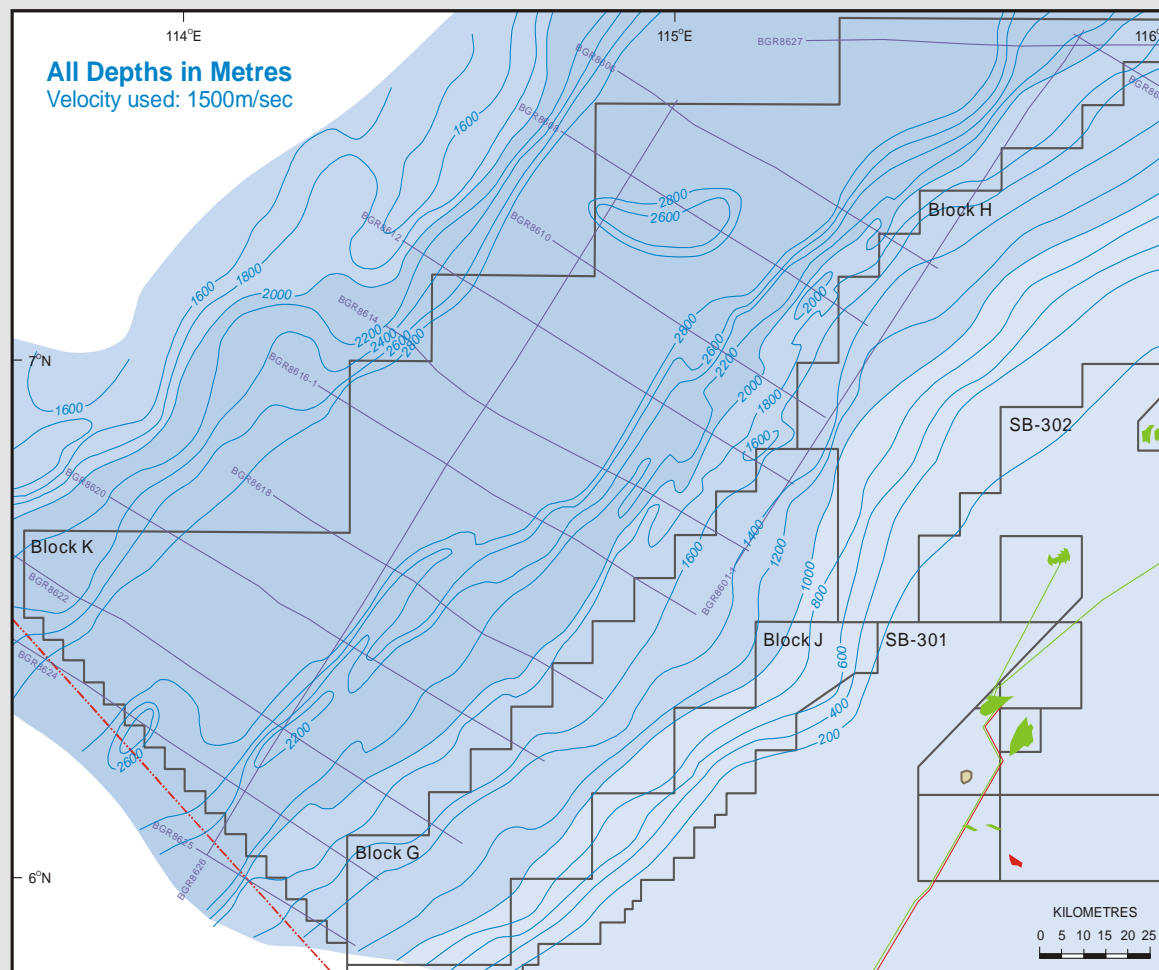 114°E
115°E
116°
All Depths in Metres
Velocity used: 1500m/sec
BGR8627
BGR8606
BGR8608
BGR8610
BGR8612
BGR8614
BGR8616-1
BGR8618
BGR8620
BGR8622
BGR8624
BGR8625
BGR8626
BGR8601-1
1600
1600
1800
2000
2200
2400
2600
2800
2800
2600
1600
2800
2600
2200
2000
2000
1800
1600
1600
1400
1200
1000
800
600
400
200
2200
2600
7°N
6°N
Block H
SB-302
Block K
Block J
SB-301
Block G
KILOMETRES
0 5 10 15 20 25